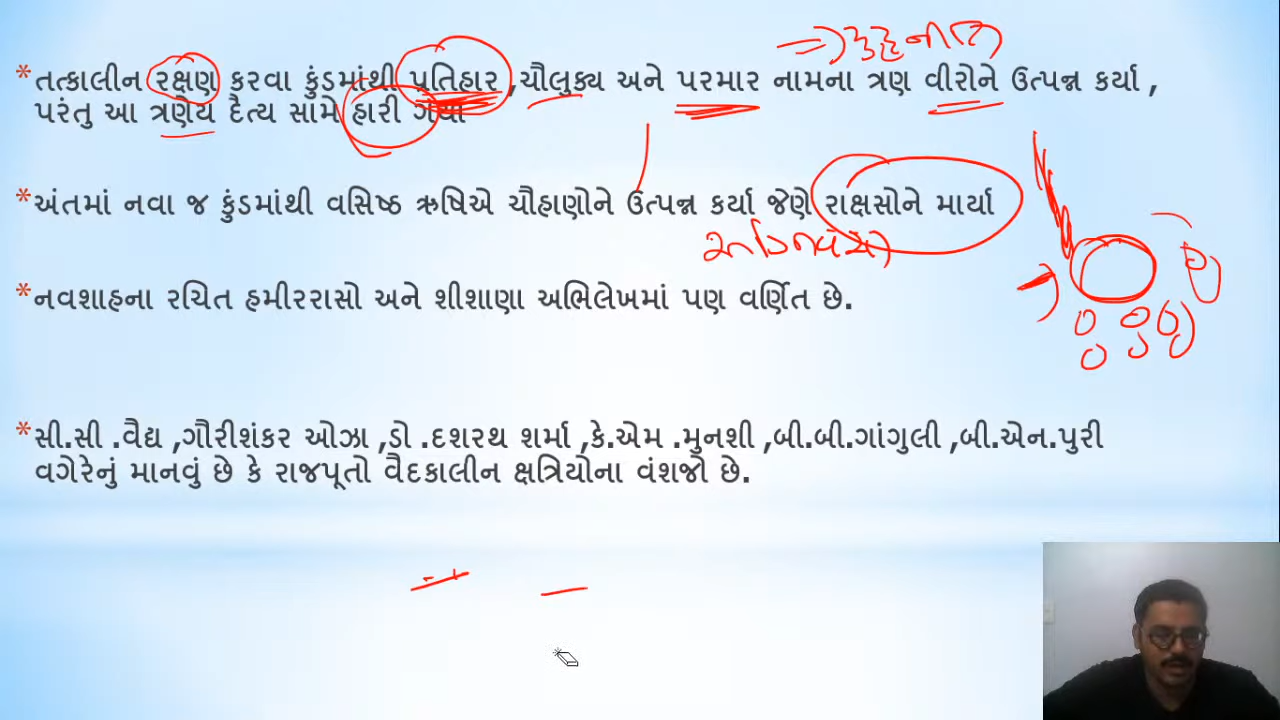 * તત્કાલીન રક્ષણ કરવા કુંડમાંથી પ્રતિહાર ,ચૌલુક્ય અને પરમાર નામના ત્રણ વીરોને ઉત્પન્ન કર્યા ,
પરંતુ આ ત્રણેય દૈત્ય સામે હારી ગયા
* અંતમાં નવા જ કુંડમાંથી વસિષ્ઠ ઋષિએ ચૌહાણોને ઉત્પન્ન કર્યા જેણે રાક્ષસોને માર્યા
* નવશાહના રચિત હમીરરાસો અને શીશાણા અભિલેખમાં પણ વર્ણિત છે.
* સી.સી .વૈદ્ય ,ગૌરીશંકર ઓઝા ,ડો .દશરથ શર્મા ,કે.એમ .મુનશી ,બી.બી.ગાંગુલી ,બી.એન.પુરી
વગેરેનું માનવું છે કે રાજપૂતો વૈદકાલીન ક્ષત્રિયોના વંશજો છે.